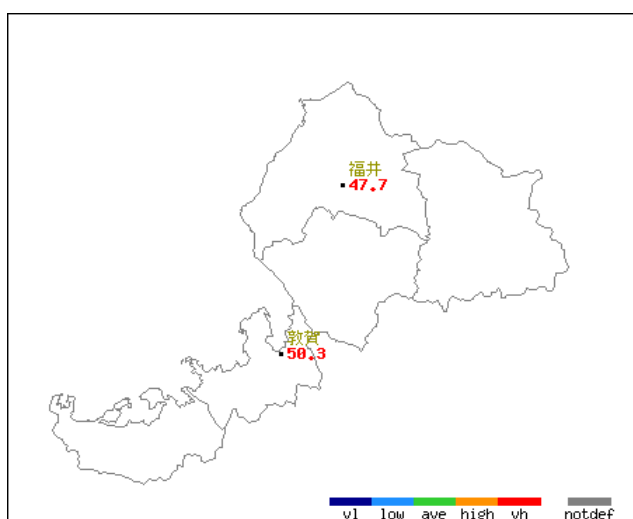 福井
47.7
敦賀
50.3
vl low ave high vh notdef